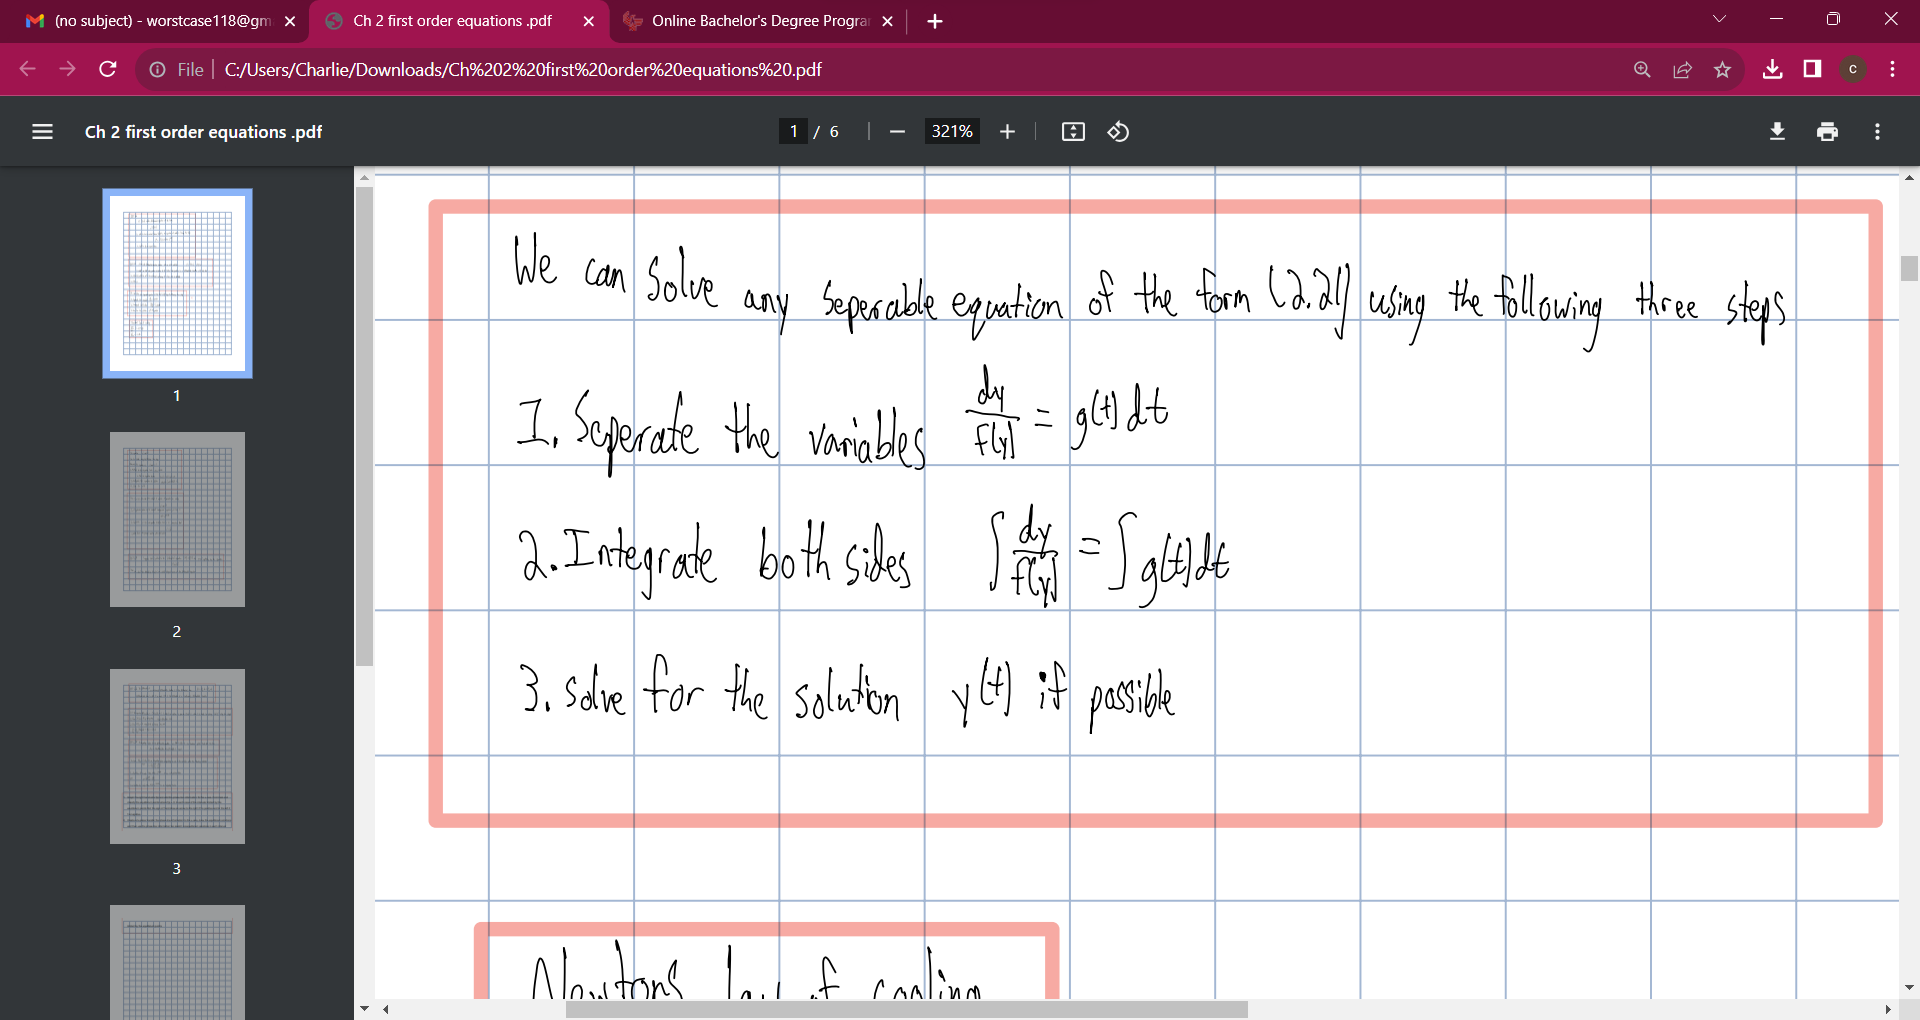 (no subject) - worstcase118@gm
Ch 2 first order equations .pdf
Online Bachelor's Degree Progra
File
C:/Users/Charlie/Downloads/Ch%202%20first%20order%20equations%20.pdf
c
Ch 2 first order equations .pdf
1 / 6
321%
We can solve any seperable equation of the form (2.21) using the following three steps
1. Seperate the variables dy/f(y) = g(t) dt
2. Integrate both sides ∫ dy/f(y) = ∫ g(t) dt
3. solve for the solution y(t) if possible
Newtons law of cooling
1
2
3